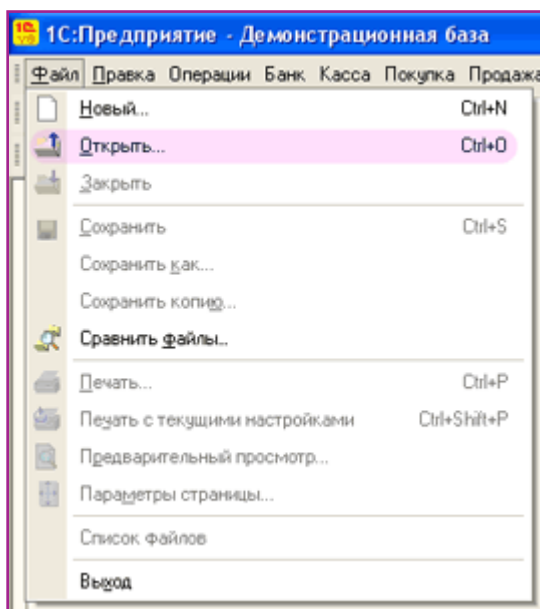 1С:Предприятие - Демонстрационная база
Файл Правка Операции Банк Касса Покупка Продажа
Новый... Ctrl+N
Открыть... Ctrl+O
Закрыть
Сохранить Ctrl+S
Сохранить как...
Сохранить копию...
Сравнить файлы..
Печать... Ctrl+P
Печать с текущими настройками Ctrl+Shift+P
Предварительный просмотр...
Параметры страницы...
Список файлов
Выход